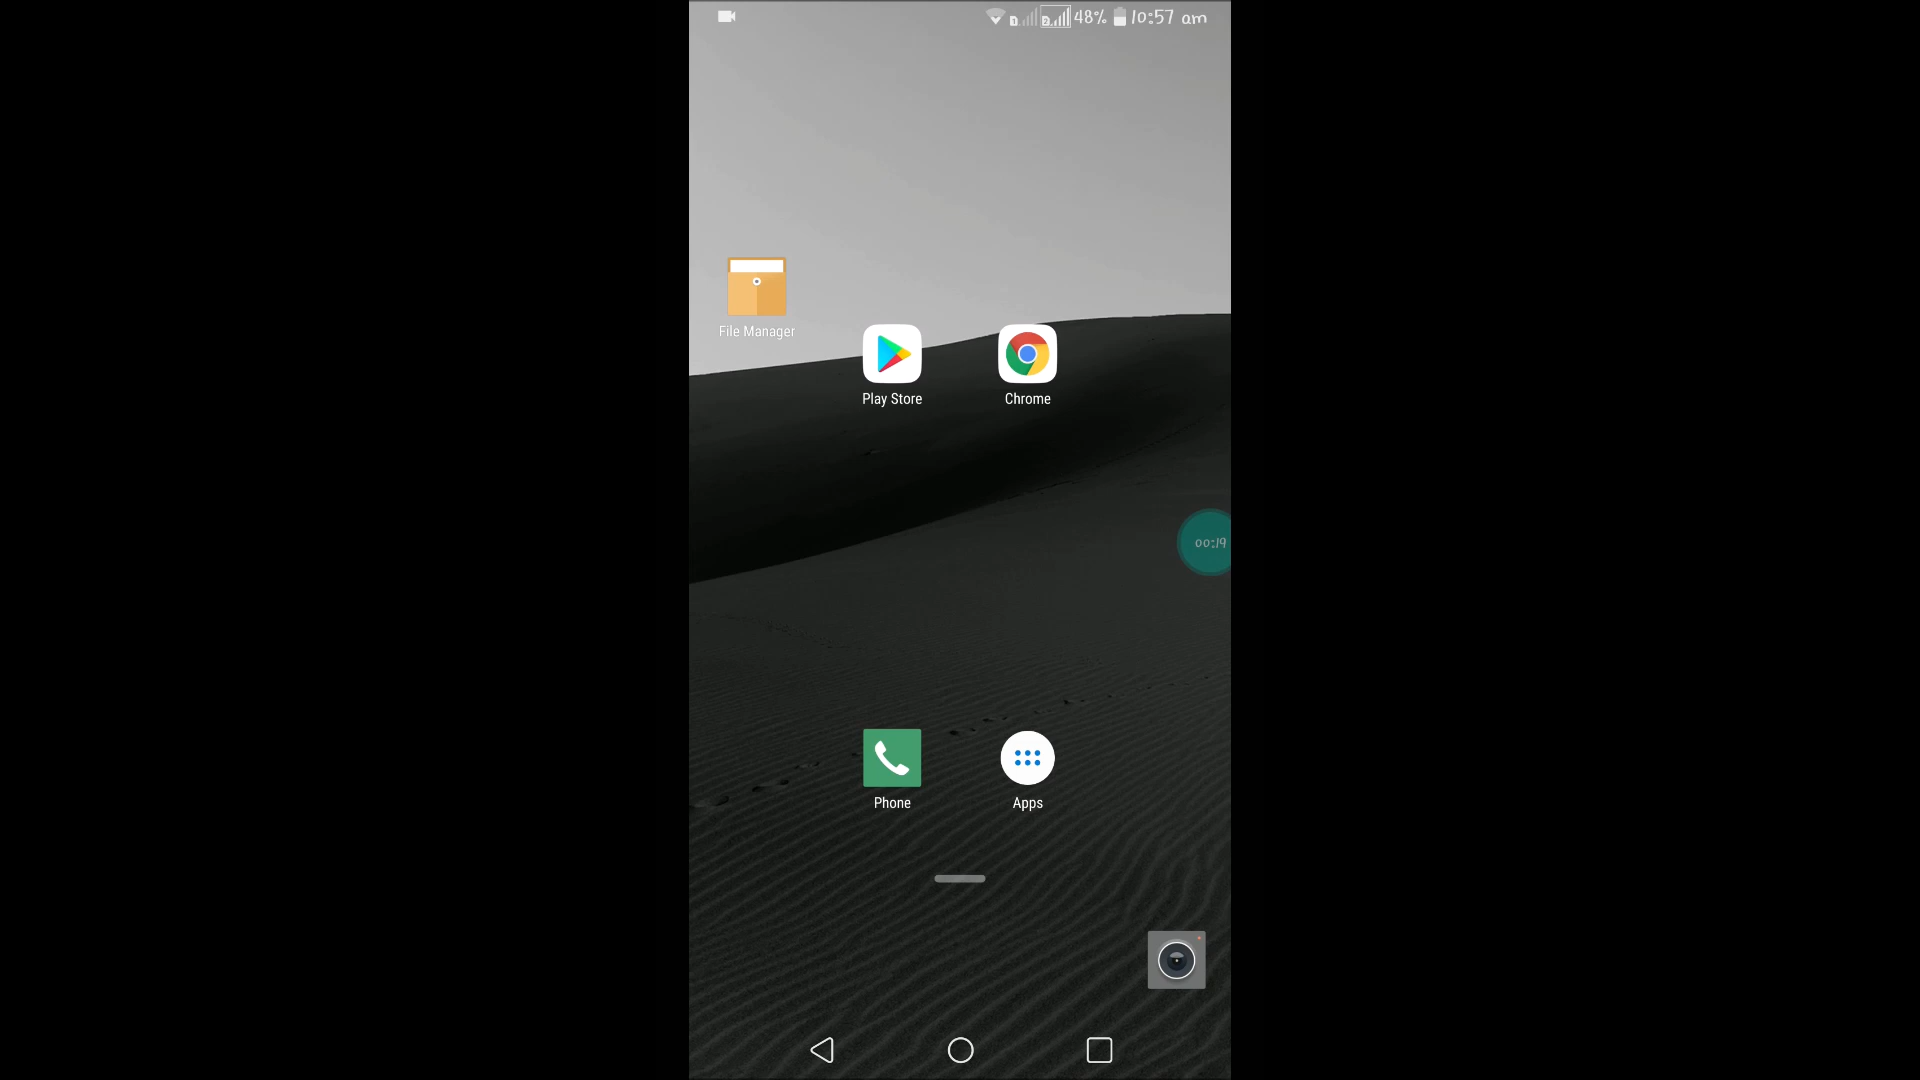 48% 10:57 am
File Manager
Play Store
Chrome
00:19
Phone
Apps